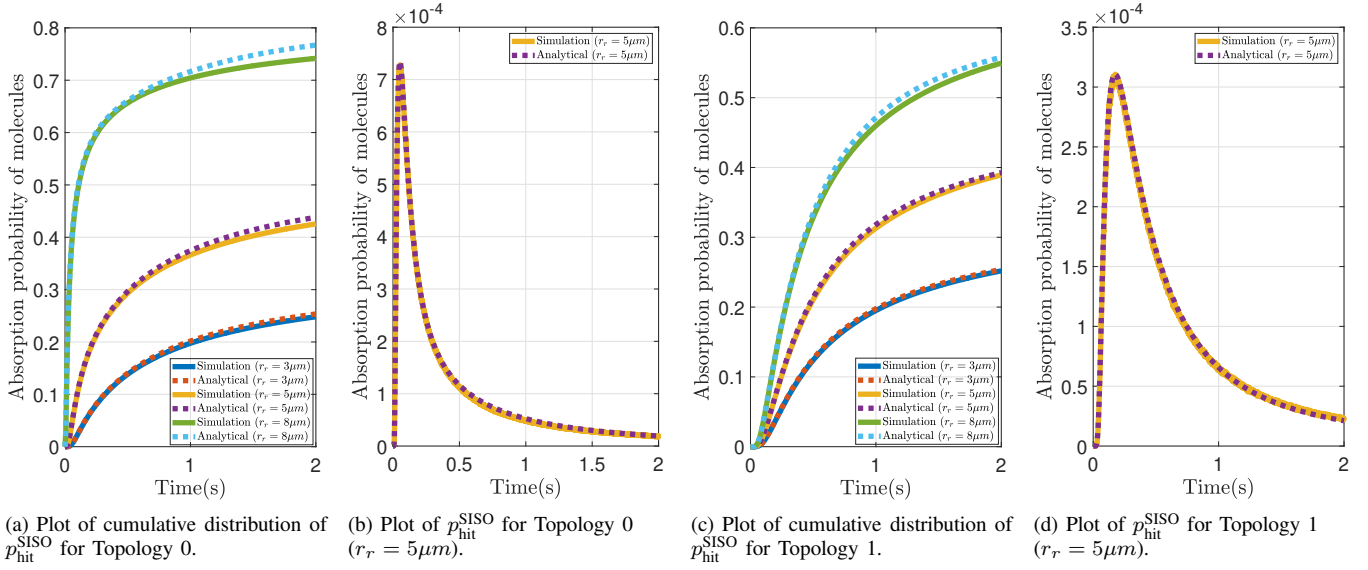 0.8
0.7
0.6
0.5
0.4
0.3
0.2
0.1
0
0
1
2
Absorption probability of molecules
Time(s)
Simulation (r_r = 3μm)
Analytical (r_r = 3μm)
Simulation (r_r = 5μm)
Analytical (r_r = 5μm)
Simulation (r_r = 8μm)
Analytical (r_r = 8μm)
(a) Plot of cumulative distribution of
p_hit^SISO for Topology 0.
×10^-4
8
7
6
5
4
3
2
1
0
0
0.5
1
1.5
2
Absorption probability of molecules
Time(s)
Simulation (r_r = 5μm)
Analytical (r_r = 5μm)
(b) Plot of p_hit^SISO for Topology 0
(r_r = 5μm).
0.6
0.5
0.4
0.3
0.2
0.1
0
0
1
2
Absorption probability of molecules
Time(s)
Simulation (r_r = 3μm)
Analytical (r_r = 3μm)
Simulation (r_r = 5μm)
Analytical (r_r = 5μm)
Simulation (r_r = 8μm)
Analytical (r_r = 8μm)
(c) Plot of cumulative distribution of
p_hit^SISO for Topology 1.
×10^-4
3.5
3
2.5
2
1.5
1
0.5
0
0
1
2
Absorption probability of molecules
Time(s)
Simulation (r_r = 5μm)
Analytical (r_r = 5μm)
(d) Plot of p_hit^SISO for Topology 1
(r_r = 5μm).